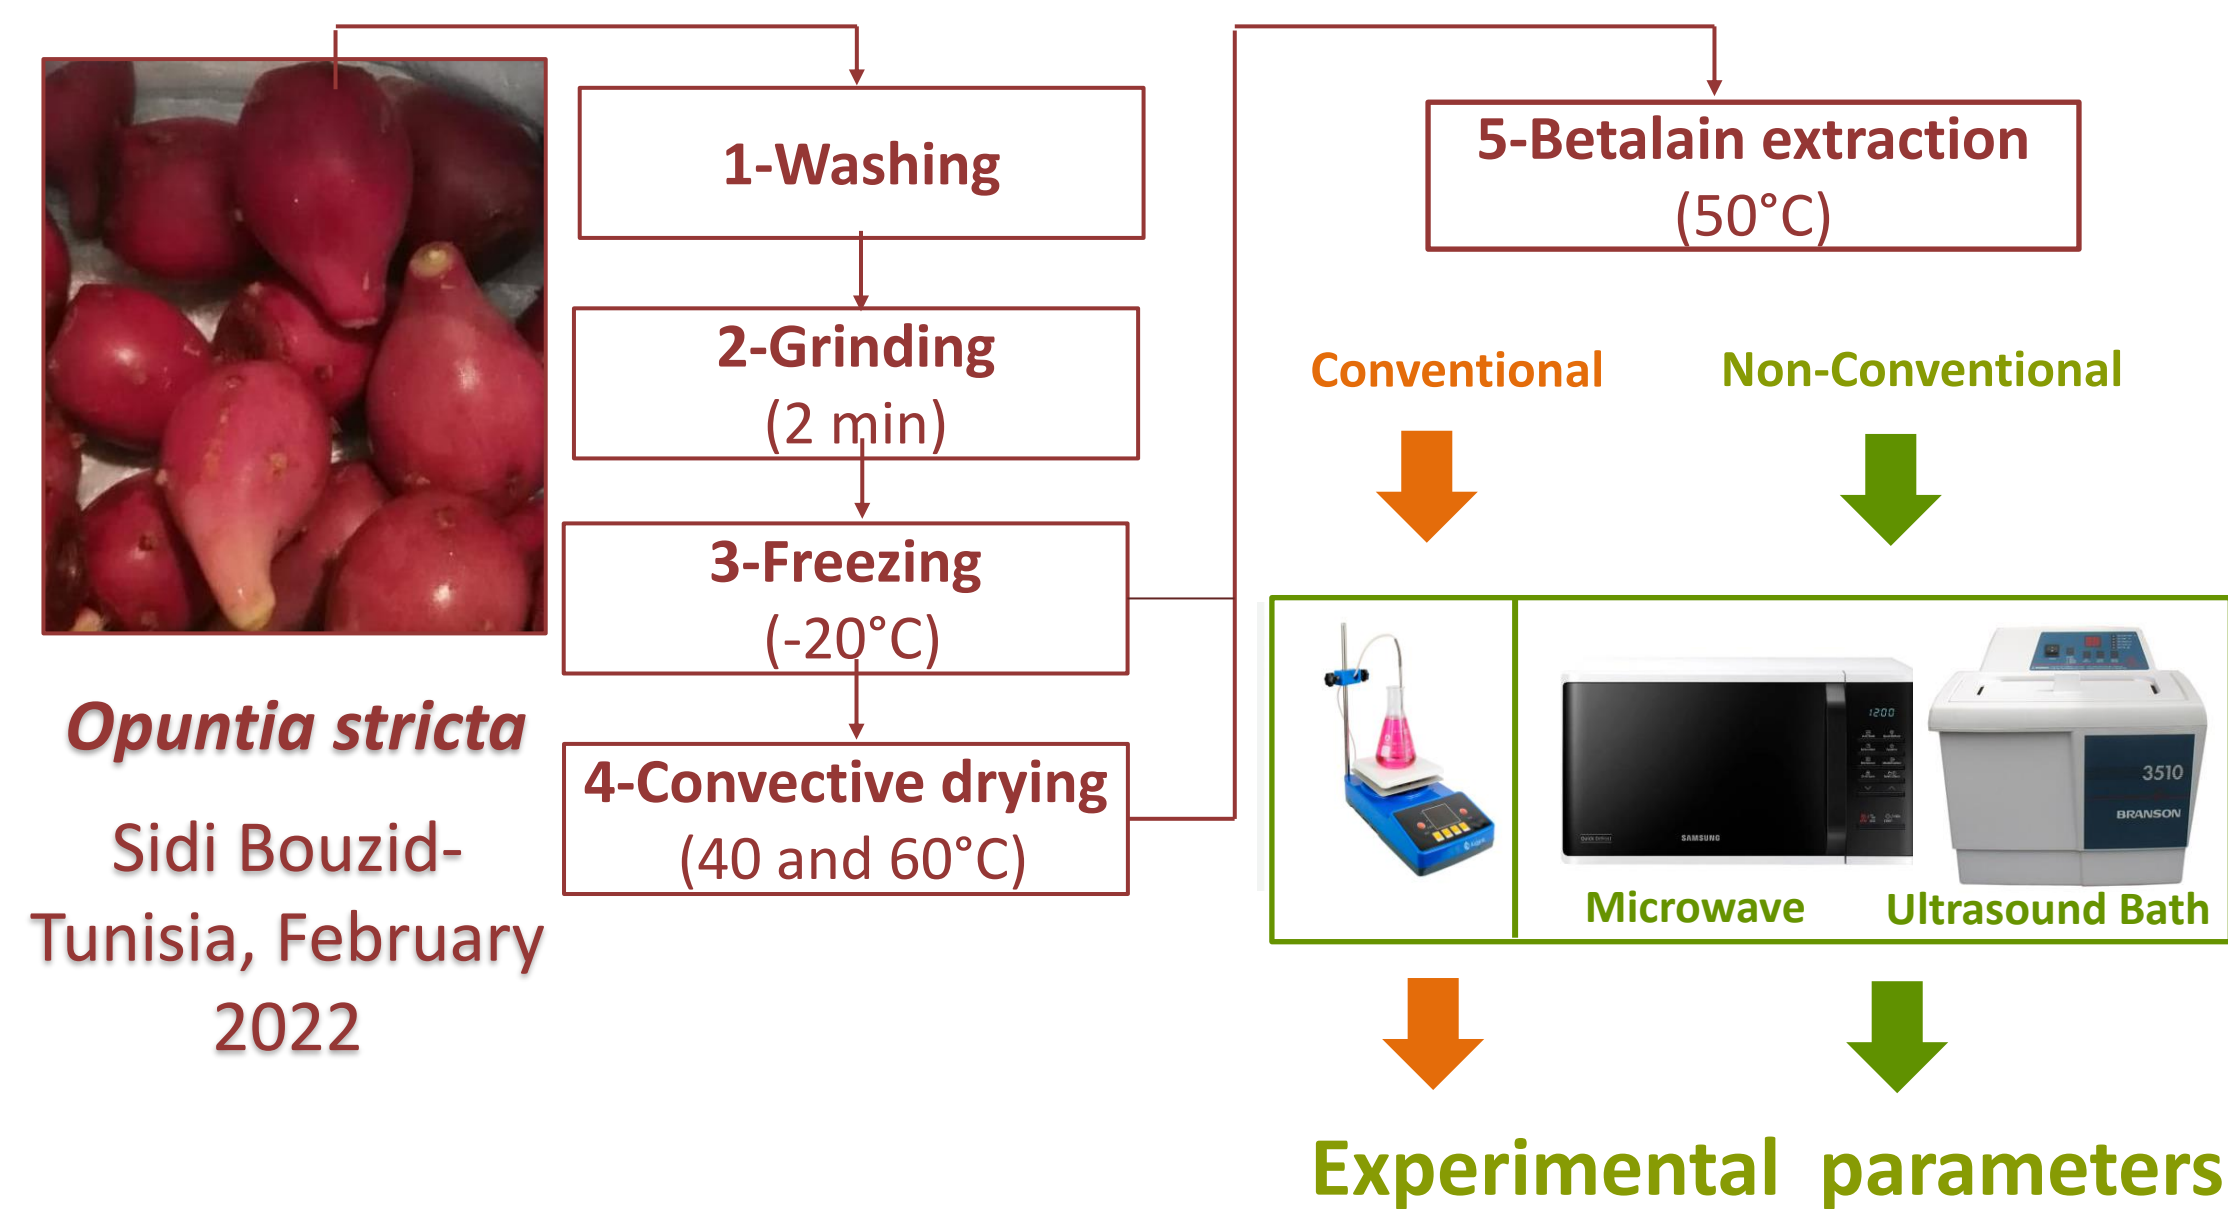 1-Washing
2-Grinding
(2 min)
3-Freezing
(-20°C)
4-Convective drying
(40 and 60°C)
Opuntia stricta
Sidi Bouzid-
Tunisia, February
2022
5-Betalain extraction
(50°C)
Conventional
Non-Conventional
1200
SAMSUNG
3510
BRANSON
Microwave
Ultrasound Bath
Experimental parameters